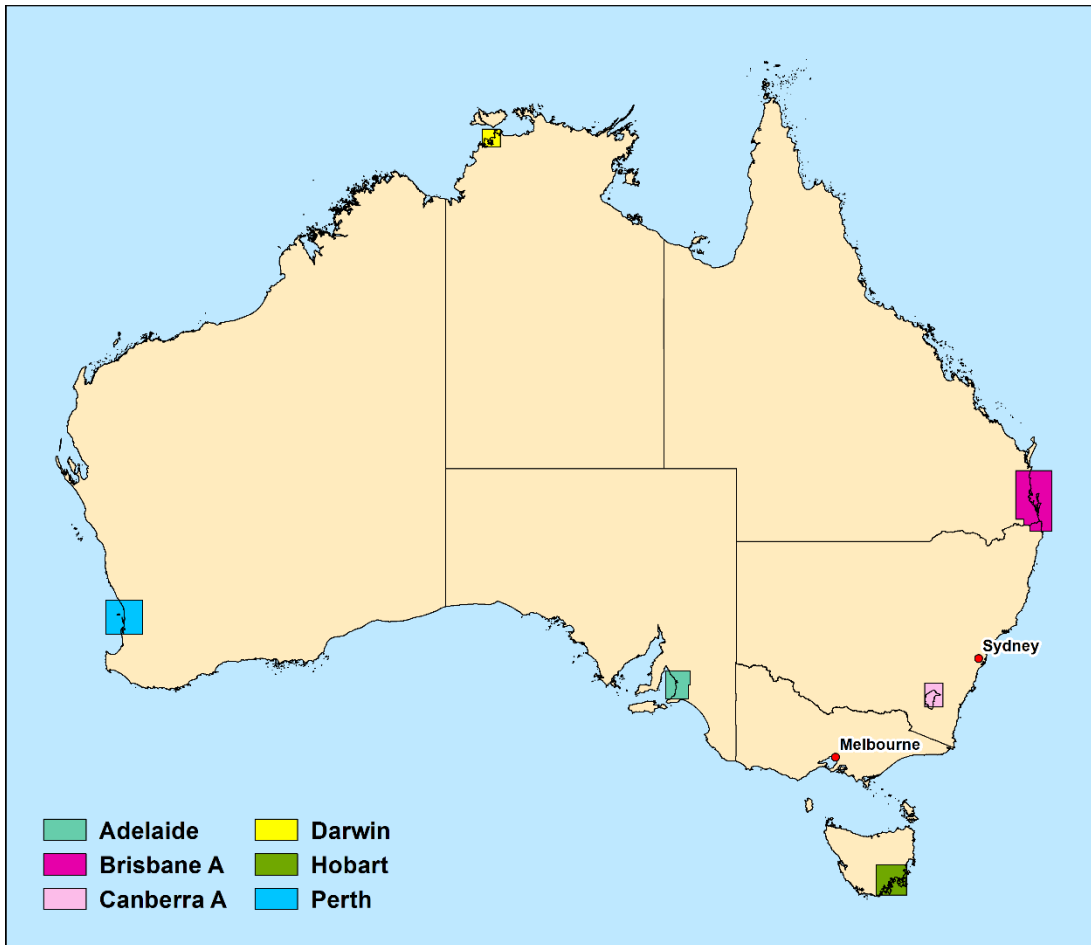 Sydney
Melbourne
Adelaide
Darwin
Brisbane A
Hobart
Canberra A
Perth